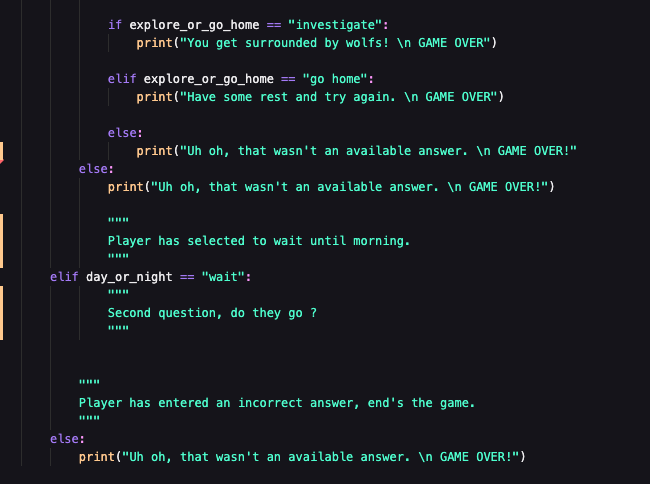 if explore_or_go_home == "investigate":
print("You get surrounded by wolfs! \n GAME OVER")
elif explore_or_go_home == "go home":
print("Have some rest and try again. \n GAME OVER")
else:
print("Uh oh, that wasn't an available answer. \n GAME OVER!"
else:
print("Uh oh, that wasn't an available answer. \n GAME OVER!")
"""
Player has selected to wait until morning.
"""
elif day_or_night == "wait":
"""
Second question, do they go ?
"""
"""
Player has entered an incorrect answer, end's the game.
"""
else:
print("Uh oh, that wasn't an available answer. \n GAME OVER!")